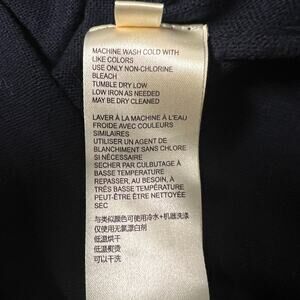 MACHINE WASH COLD WITH
LIKE COLORS
USE ONLY NON-CHLORINE
BLEACH
TUMBLE DRY LOW
LOW IRON AS NEEDED
MAY BE DRY CLEANED
LAVER À LA MACHINE À L'EAU
FROIDE AVEC COULEURS
SIMILAIRES
UTILISER UN AGENT DE
BLANCHIMENT SANS CHLORE
SI NÉCESSAIRE
SÉCHER PAR CULBUTAGE À
BASSE TEMPÉRATURE
REPASSER, AU BESOIN, À
TRÈS BASSE TEMPÉRATURE
PEUT-ÊTRE ÊTRE NETTOYÉE
SEC
与类似颜色可使用冷水+机器洗涤
仅使用无氯漂白剂
低温烘干
低温熨烫
可以干洗